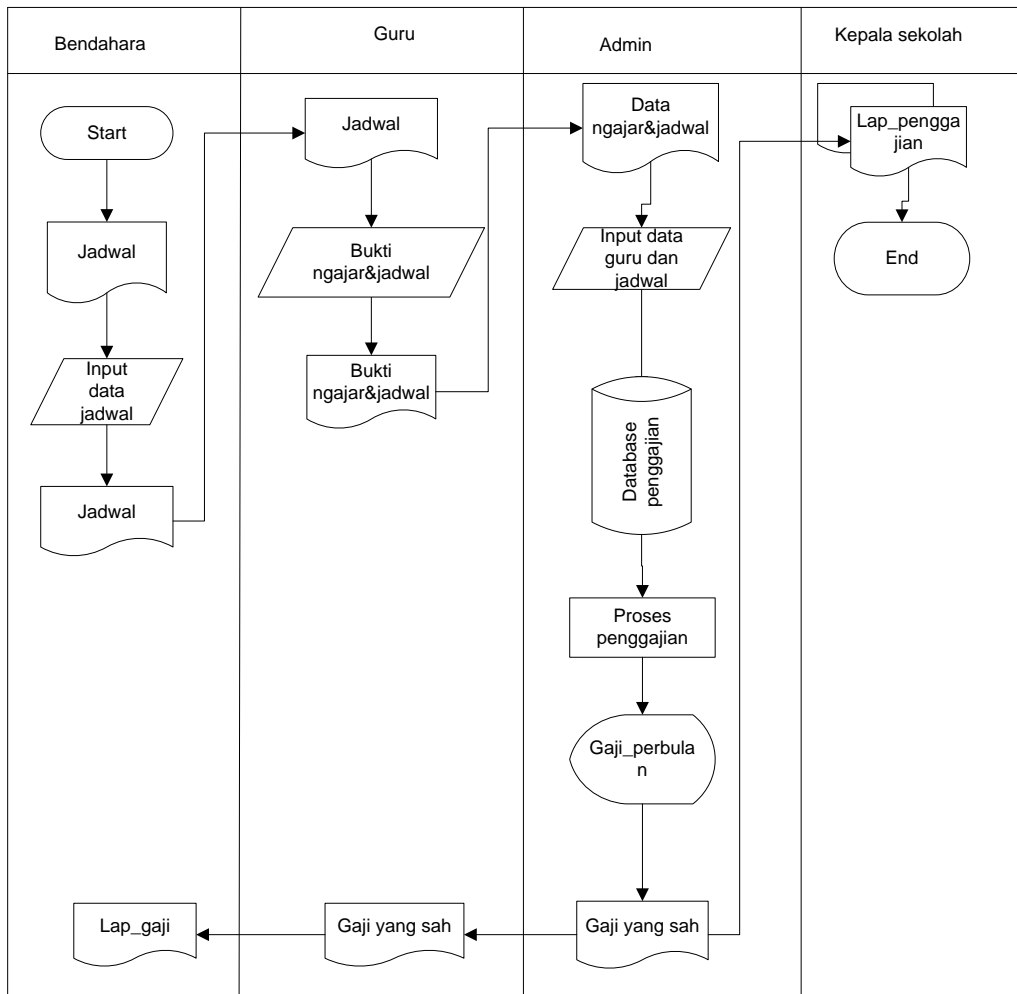 Bendahara
Guru
Admin
Kepala sekolah
Start
Jadwal
Input
data
jadwal
Jadwal
Lap_gaji
Jadwal
Bukti
ngajar&jadwal
Bukti
ngajar&jadwal
Gaji yang sah
Data
ngajar&jadwal
Input data
guru dan
jadwal
Database
penggajian
Proses
penggajian
Gaji_perbula
n
Gaji yang sah
Lap_pengga
jian
End